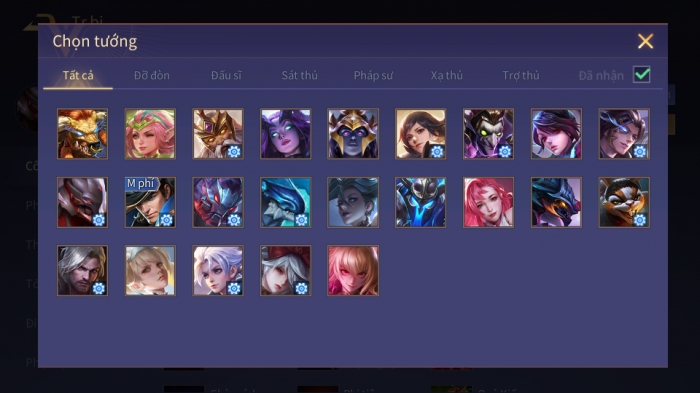 Trị
Chọn tướng
Tất cả
Đỡ đòn
Đấu sĩ
Sát thủ
Pháp sư
Xạ thủ
Trợ thủ
Đã nhận
M phí